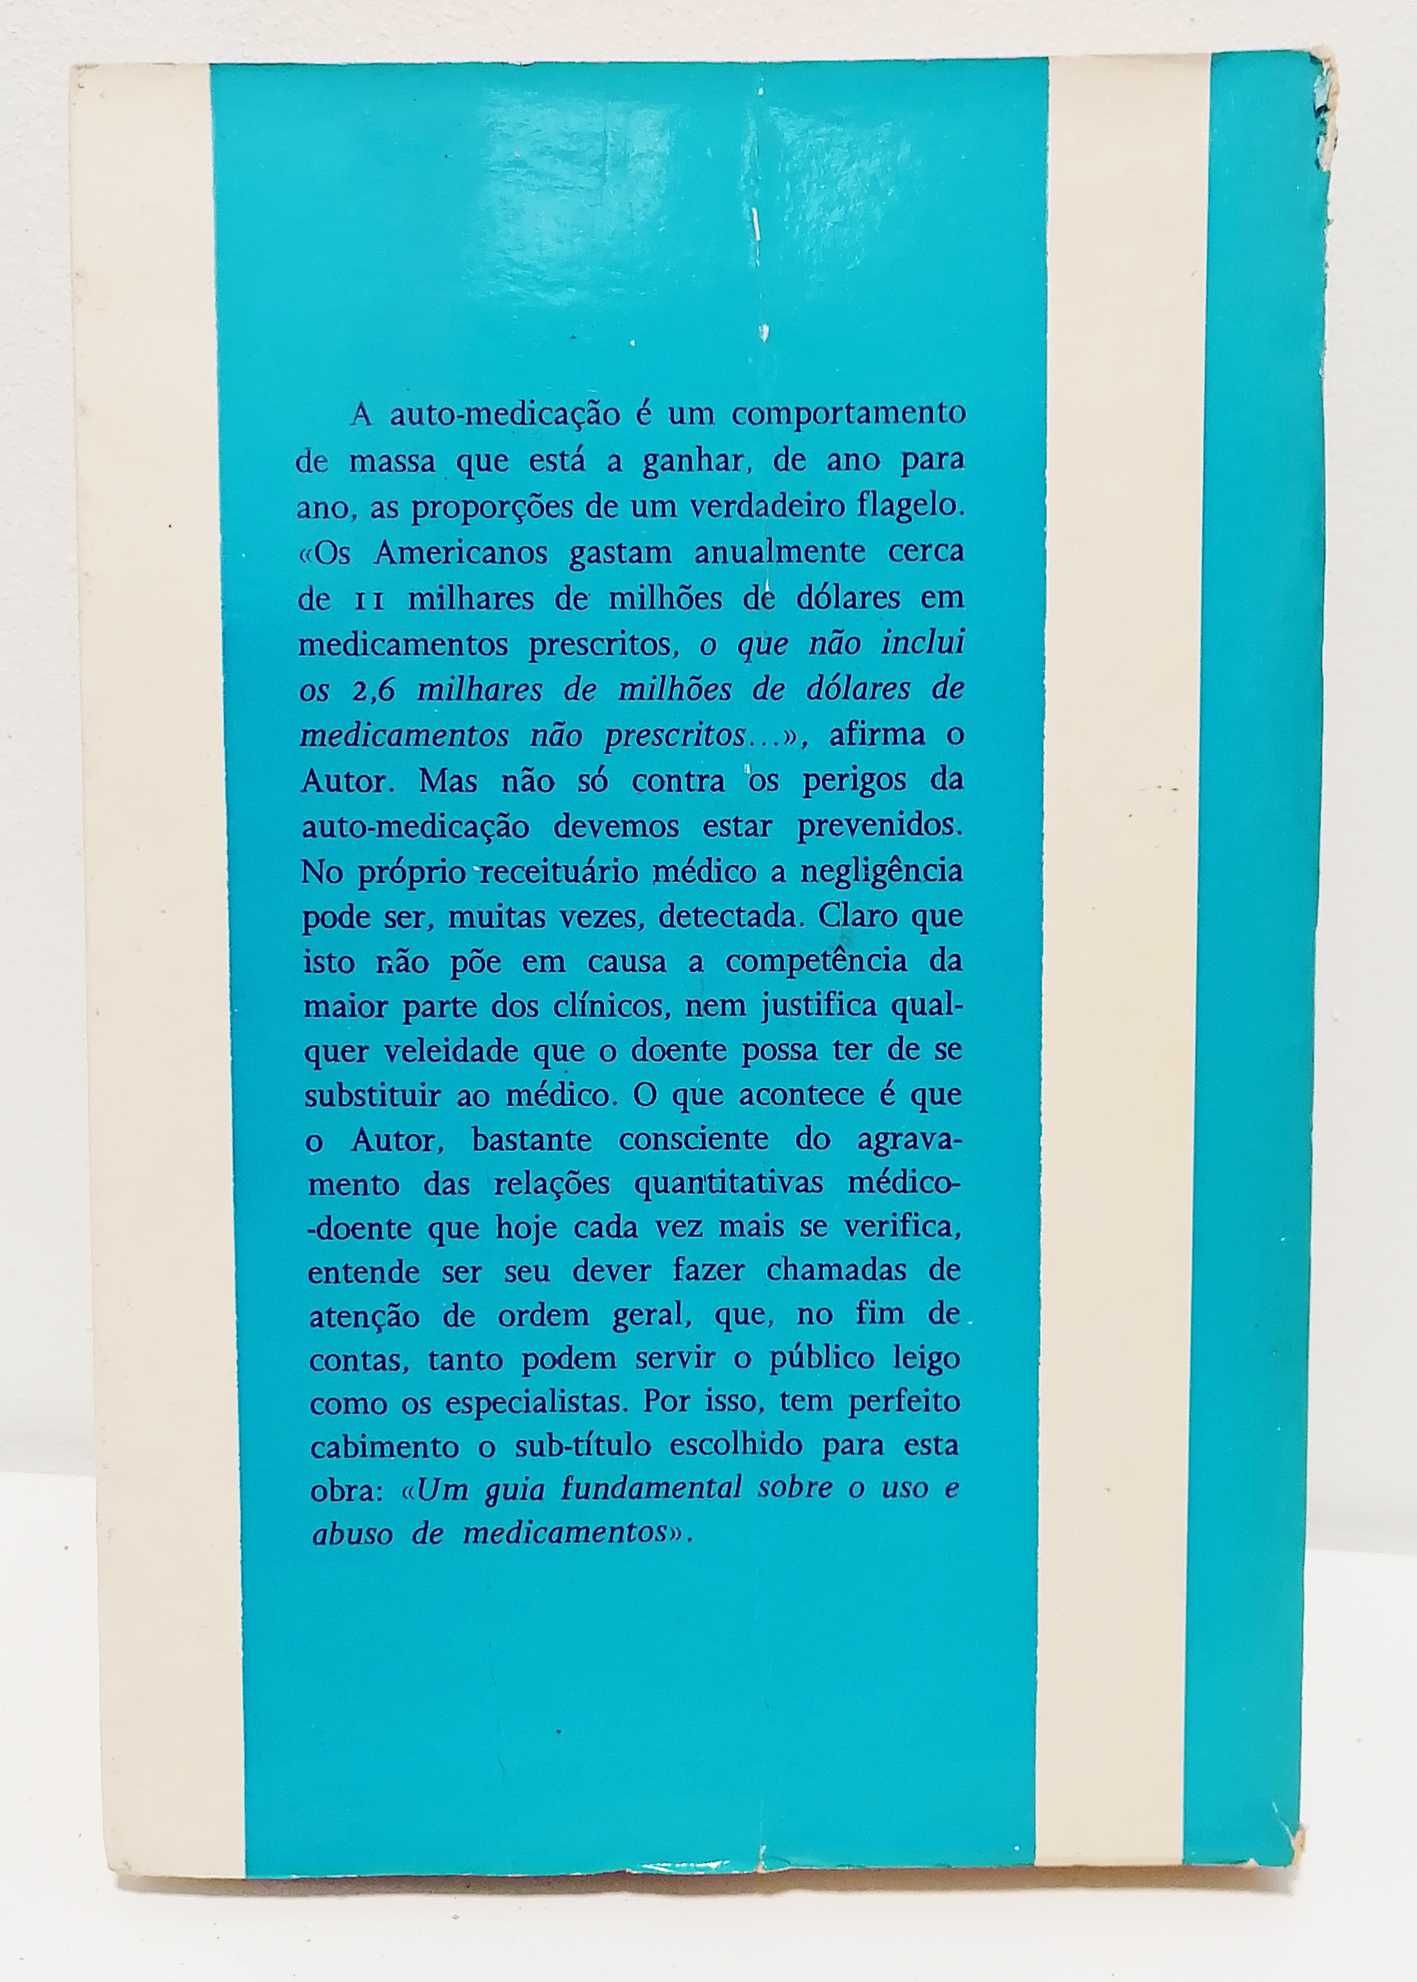 A auto-medicação é um comportamento
de massa que está a ganhar, de ano para
ano, as proporções de um verdadeiro flagelo.
«Os Americanos gastam anualmente cerca
de 11 milhares de milhões de dólares em
medicamentos prescritos, o que não inclui
os 2,6 milhares de milhões de dólares de
medicamentos não prescritos...», afirma o
Autor. Mas não só contra os perigos da
auto-medicação devemos estar prevenidos.
No próprio receituário médico a negligência
pode ser, muitas vezes, detectada. Claro que
isto não põe em causa a competência da
maior parte dos clínicos, nem justifica qual-
quer veleidade que o doente possa ter de se
substituir ao médico. O que acontece é que
o Autor, bastante consciente do agrava-
mento das relações quantitativas médico-
-doente que hoje cada vez mais se verifica,
entende ser seu dever fazer chamadas de
atenção de ordem geral, que, no fim de
contas, tanto podem servir o público leigo
como os especialistas. Por isso, tem perfeito
cabimento o sub-título escolhido para esta
obra: «Um guia fundamental sobre o uso e
abuso de medicamentos».